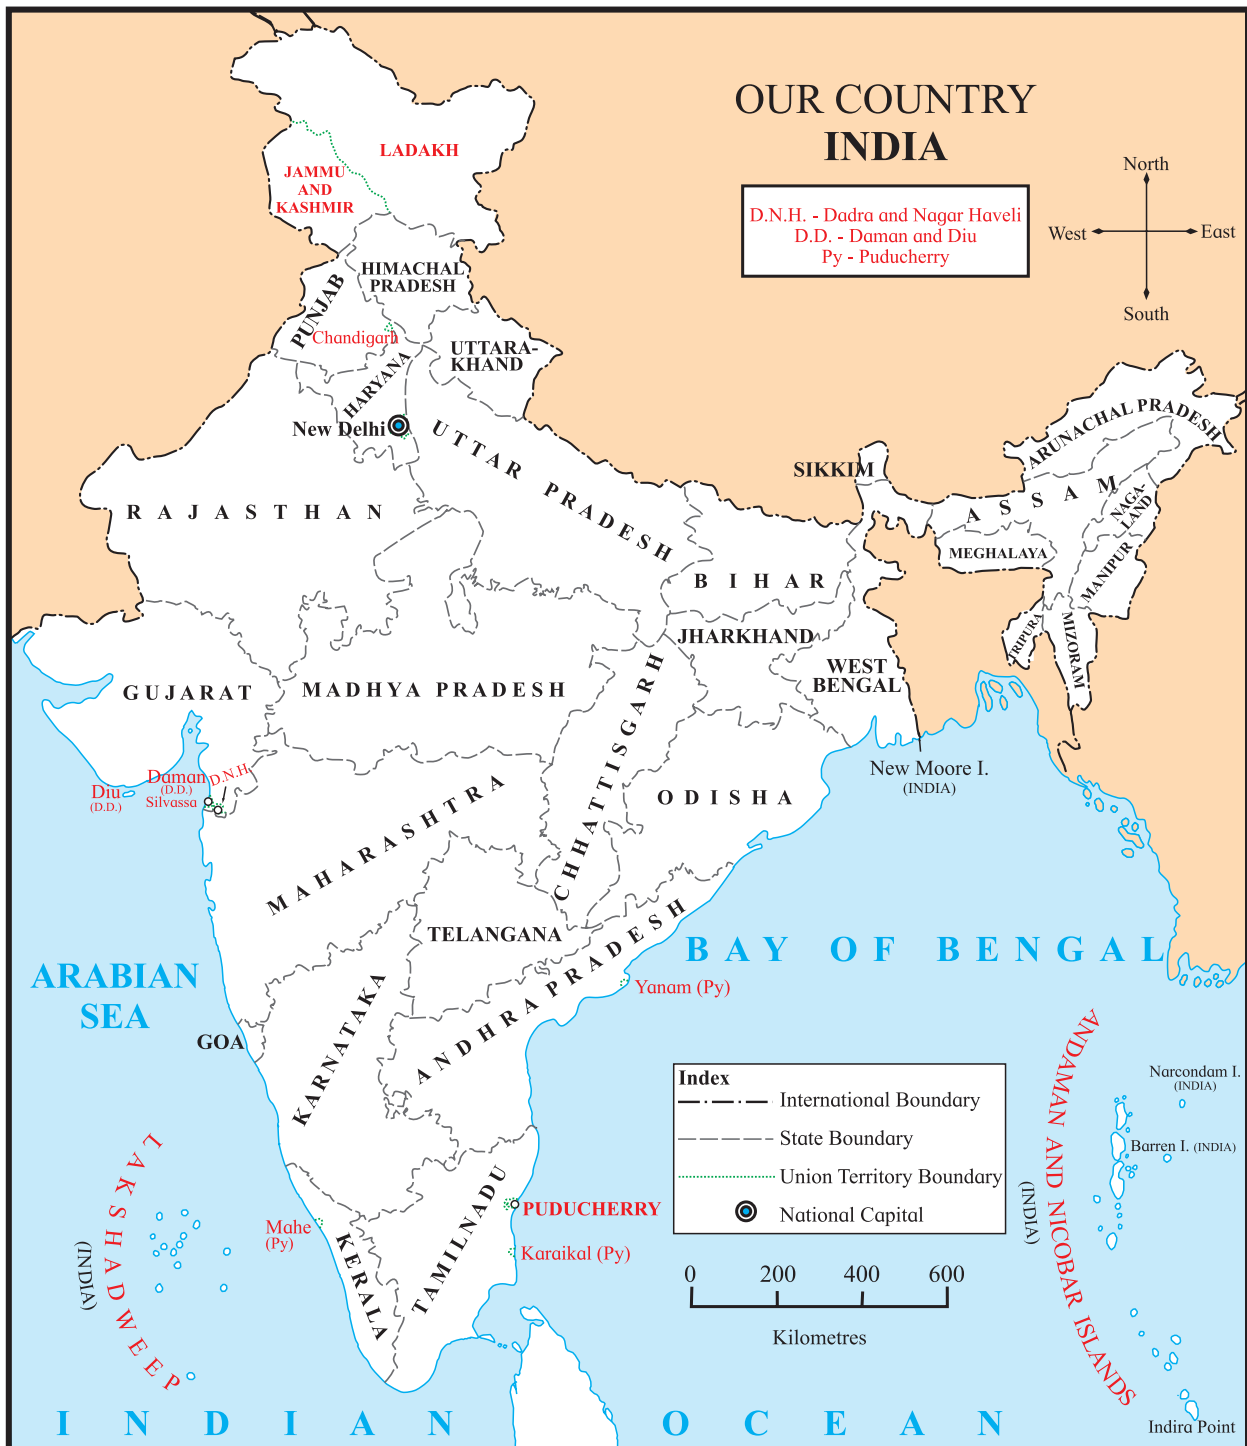 OUR COUNTRY
INDIA
D.N.H. - Dadra and Nagar Haveli
D.D. - Daman and Diu
Py - Puducherry
North
West
East
South
LADAKH
JAMMU
AND
KASHMIR
HIMACHAL
PRADESH
PUNJAB
Chandigarh
UTTARA-
KHAND
HARYANA
New Delhi
UTTAR PRADESH
RAJASTHAN
SIKKIM
ARUNACHAL PRADESH
ASSAM
NAGA-
LAND
MEGHALAYA
MANIPUR
BIHAR
TRIPURA
MIZORAM
JHARKHAND
WEST
BENGAL
GUJARAT
MADHYA PRADESH
CHHATTISGARH
New Moore I.
(INDIA)
Daman
(D.D.)
D.N.H.
Silvassa
Diu
(D.D.)
ODISHA
MAHARASHTRA
TELANGANA
ANDHRA PRADESH
BAY OF BENGAL
Yanam (Py)
ARABIAN
SEA
GOA
KARNATAKA
Index
International Boundary
State Boundary
Union Territory Boundary
National Capital
0 200 400 600
Kilometres
ANDAMAN AND NICOBAR ISLANDS
(INDIA)
Narcondam I.
(INDIA)
Barren I. (INDIA)
Indira Point
LAKSHADWEEP
(INDIA)
Mahe
(Py)
KERALA
TAMILNADU
PUDUCHERRY
Karaikal (Py)
INDIAN OCEAN